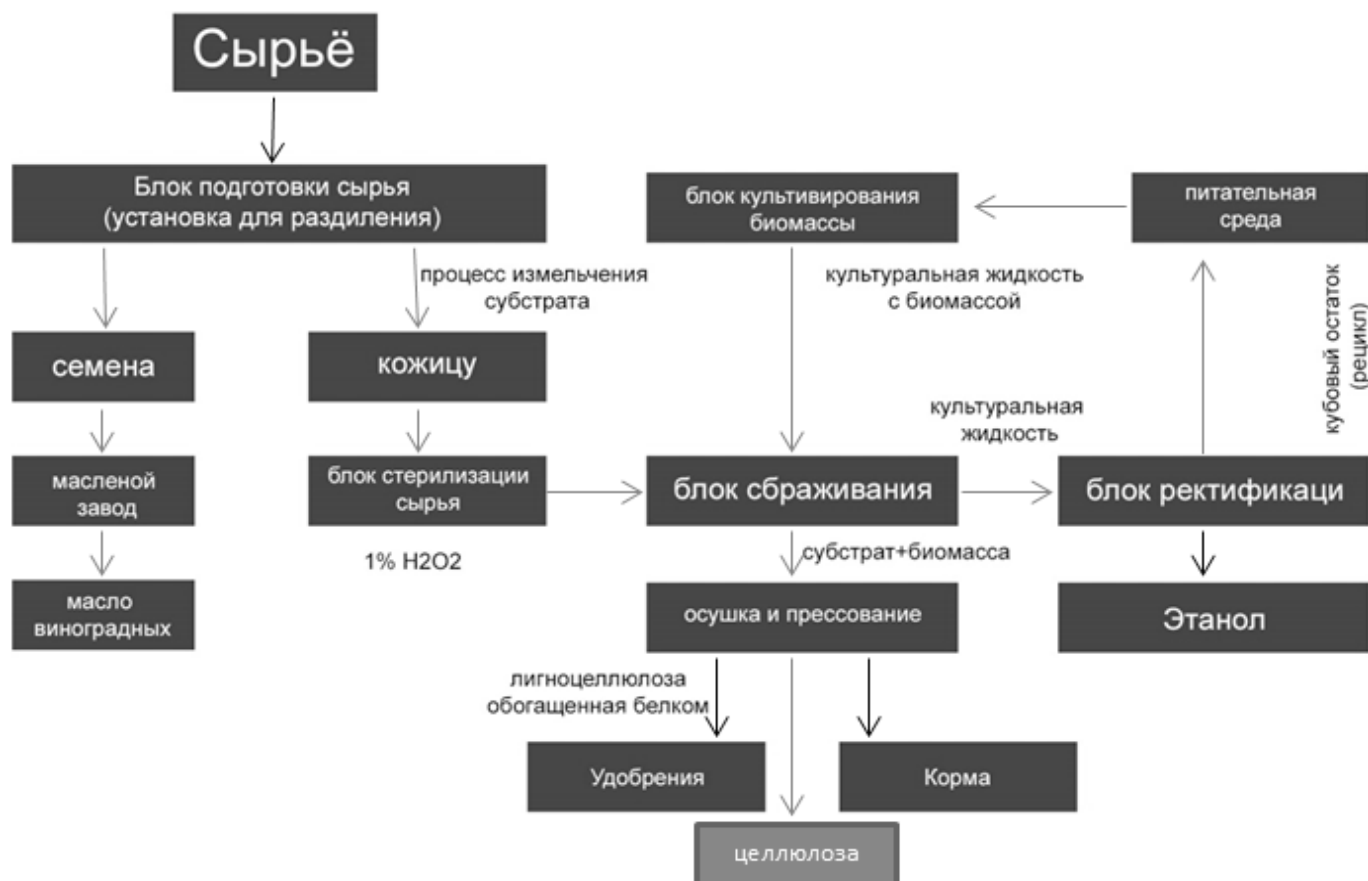 Сырьё
Блок подготовки сырья
(установка для раздиления)
блок культивирования
биомассы
питательная
среда
процесс измельчения
субстрата
культуральная жидкость
с биомассой
кубовый остаток
(рецикл)
семена
кожицу
культуральная
жидкость
масленой
завод
блок стерилизации
сырья
блок сбраживания
блок ректификаци
1% H2O2
субстрат+биомасса
масло
виноградных
осушка и прессование
Этанол
лигноцеллюлоза
обогащенная белком
Удобрения
Корма
целлюлоза